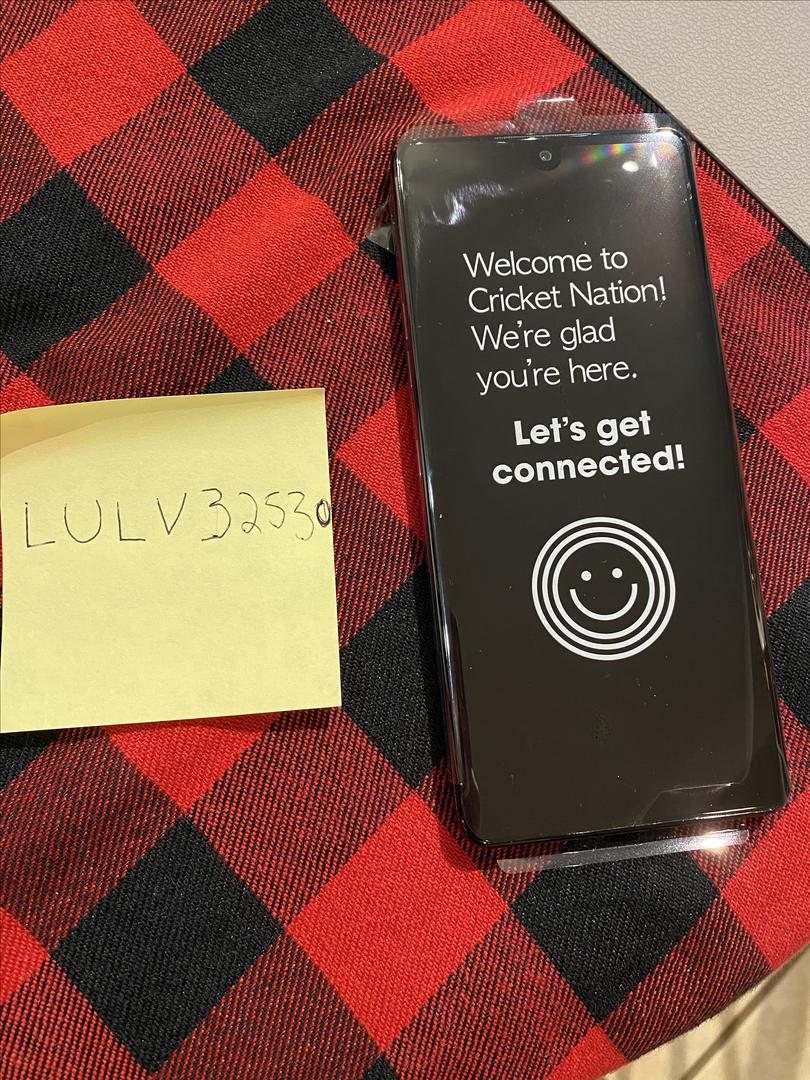 LULV32530
Welcome to
Cricket Nation!
We're glad
you're here.
Let's get
connected!